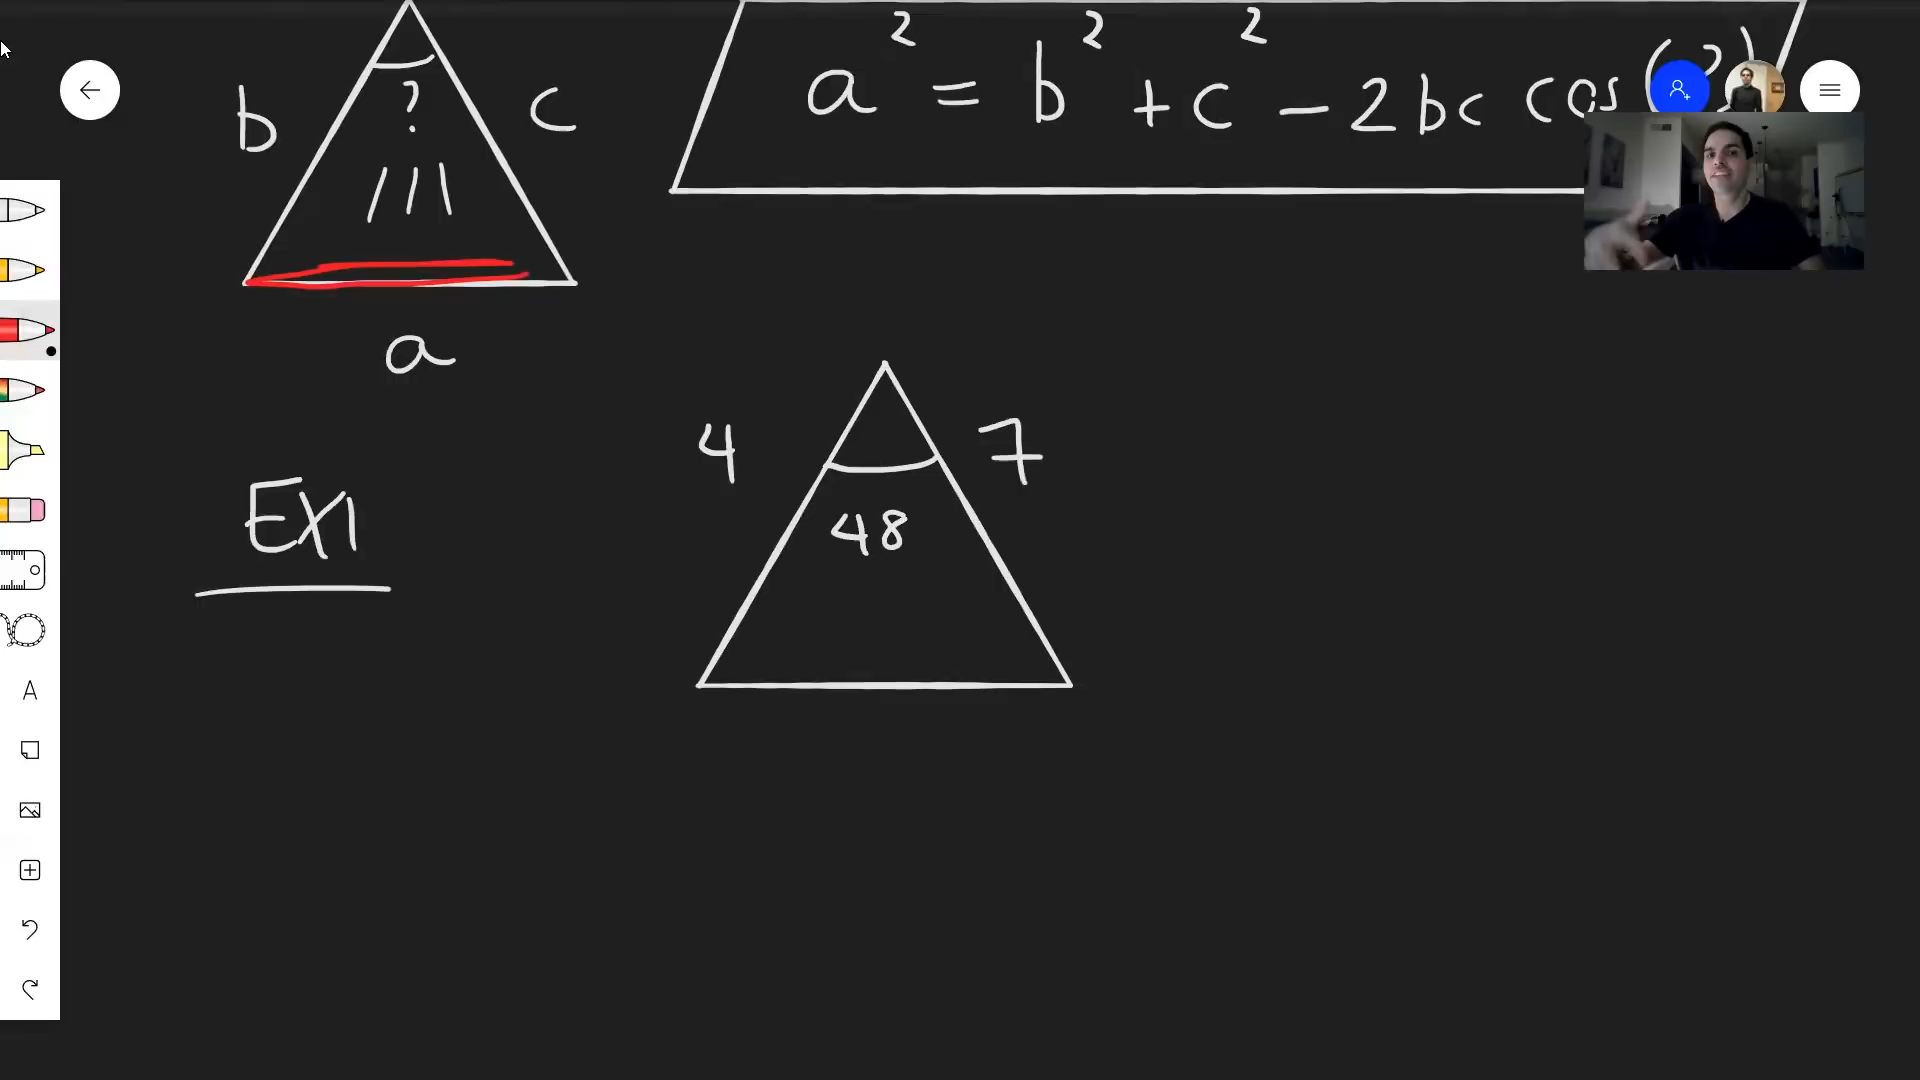 a² = b² + c² - 2bc cos (?)
b
?
c
a
4
7
48
EX1
A